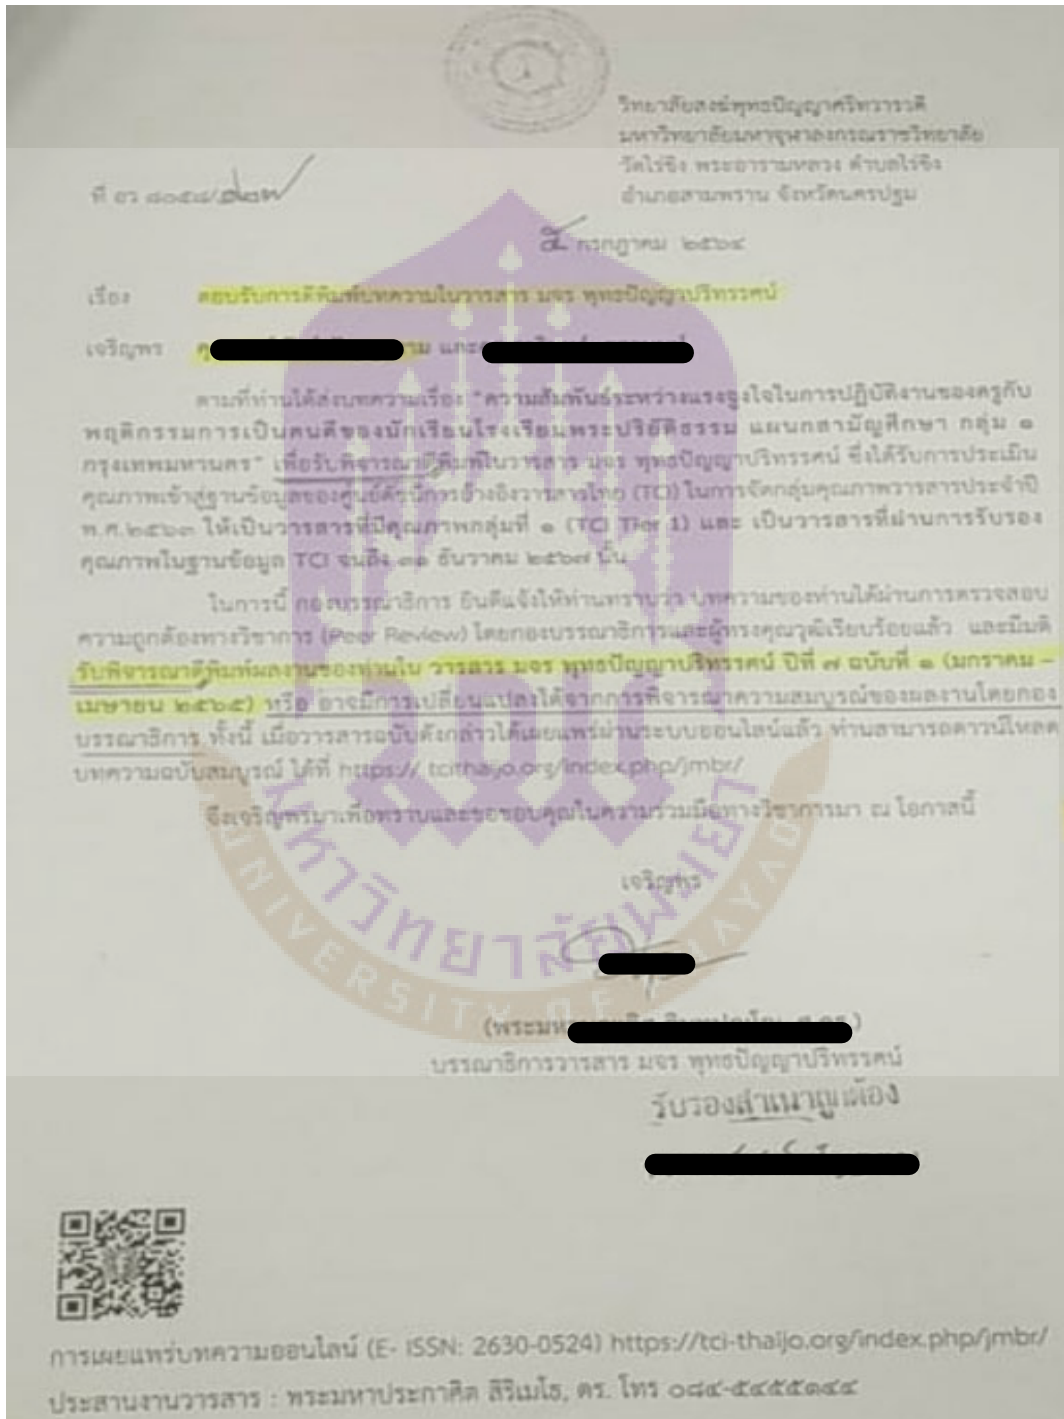 วิทยาลัยสงฆ์พุทธปัญญาศรีทวารวดี
มหาวิทยาลัยมหาจุฬาลงกรณราชวิทยาลัย
วัดไร่ขิง พระอารามหลวง ตำบลไร่ขิง
อำเภอสามพราน จังหวัดนครปฐม
ที่ อว ๘๐๕๘/
๕ กรกฎาคม ๒๕๖๔
เรื่อง ตอบรับการตีพิมพ์บทความในวารสาร มจร พุทธปัญญาปริทรรศน์
เจริญพร และ
ตามที่ท่านได้ส่งบทความเรื่อง "ความสัมพันธ์ระหว่างแรงจูงใจในการปฏิบัติงานของครูกับ
พฤติกรรมการเป็นคนดีของนักเรียนโรงเรียนพระปริยัติธรรม แผนกสามัญศึกษา กลุ่ม ๑
กรุงเทพมหานคร" เพื่อรับพิจารณาตีพิมพ์ในวารสาร มจร พุทธปัญญาปริทรรศน์ ซึ่งได้รับการประเมิน
คุณภาพเข้าสู่ฐานข้อมูลของศูนย์ดัชนีการอ้างอิงวารสารไทย (TCI) ในการจัดกลุ่มคุณภาพวารสารประจำปี
พ.ศ.๒๕๖๓ ให้เป็นวารสารที่มีคุณภาพกลุ่มที่ ๑ (TCI Tier 1) และ เป็นวารสารที่ผ่านการรับรอง
คุณภาพในฐานข้อมูล TCI จนถึง ๓๑ ธันวาคม ๒๕๖๗ นั้น
ในการนี้ กองบรรณาธิการ ยินดีแจ้งให้ท่านทราบว่า บทความของท่านได้ผ่านการตรวจสอบ
ความถูกต้องทางวิชาการ (Peer Review) โดยกองบรรณาธิการและผู้ทรงคุณวุฒิเรียบร้อยแล้ว และมีมติ
รับพิจารณาตีพิมพ์ผลงานของท่านใน วารสาร มจร พุทธปัญญาปริทรรศน์ ปีที่ ๗ ฉบับที่ ๑ (มกราคม –
เมษายน ๒๕๖๕) หรือ อาจมีการเปลี่ยนแปลงได้จากการพิจารณาความสมบูรณ์ของผลงานโดยกอง
บรรณาธิการ ทั้งนี้ เมื่อวารสารฉบับดังกล่าวได้เผยแพร่ผ่านระบบออนไลน์แล้ว ท่านสามารถดาวน์โหลด
บทความฉบับสมบูรณ์ ได้ที่ https:// tcithaijo.org/index.php/jmbr/
จึงเจริญพรมาเพื่อทราบและขอขอบคุณในความร่วมมือทางวิชาการมา ณ โอกาสนี้
เจริญพร
มหาวิทยาลัยพะเยา
UNIVERSITY OF PHAYAO
(พระมหา
บรรณาธิการวารสาร มจร พุทธปัญญาปริทรรศน์
รับรองสำเนาถูกต้อง
การเผยแพร่บทความออนไลน์ (E- ISSN: 2630-0524) https://tci-thaijo.org/index.php/jmbr/
ประสานงานวารสาร : พระมหาประกาศิต สิริเมโธ, ดร. โทร ๐๘๔-๕๔๕๕๑๔๔